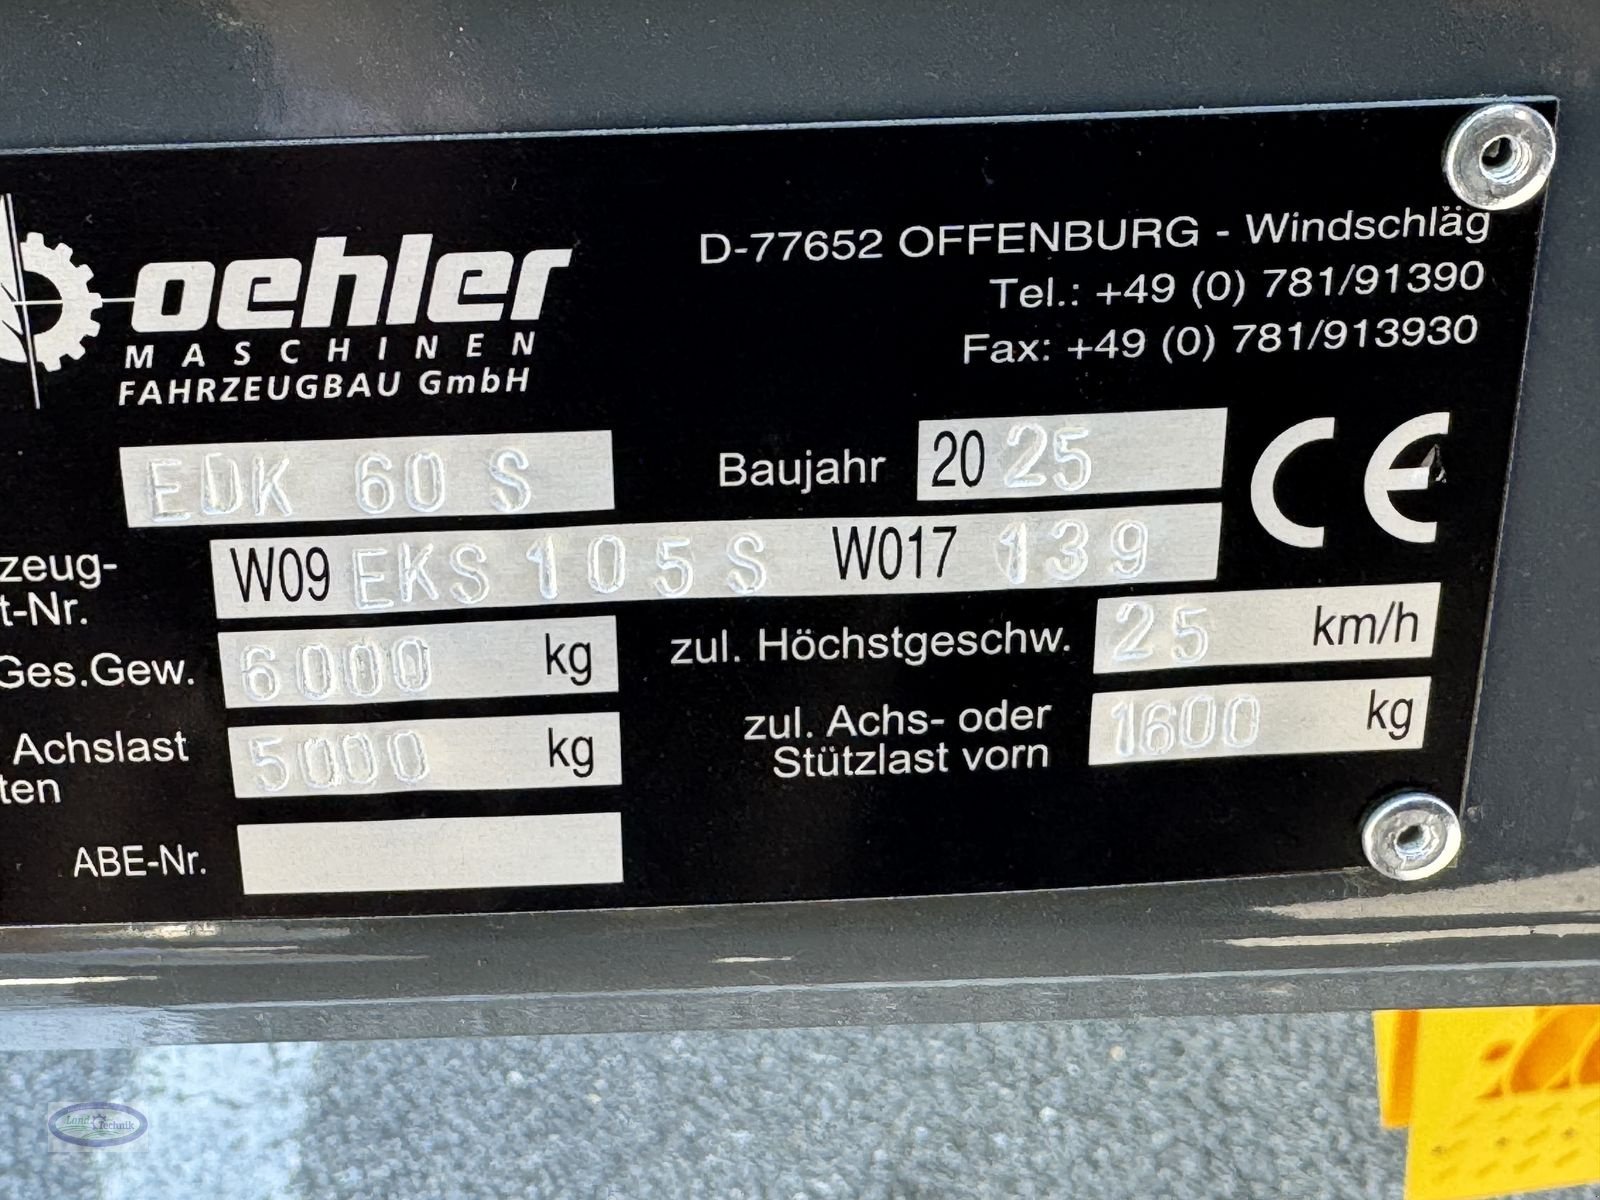 oehler
MASCHINEN
FAHRZEUGBAU GmbH
D-77652 OFFENBURG - Windschläg
Tel.: +49 (0) 781/91390
Fax: +49 (0) 781/913930
EDK 60 S
Baujahr 2025
CE
zeug-
t-Nr.
W09 EKS 105 S W017 139
Ges.Gew. 6000 kg
zul. Höchstgeschw. 25 km/h
Achslast
ten
5000 kg
zul. Achs- oder
Stützlast vorn
1600 kg
ABE-Nr.
Land Technik